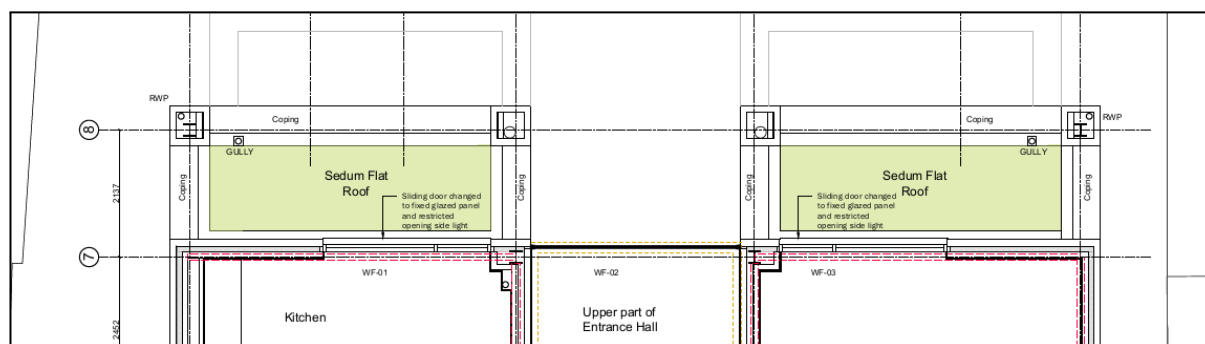 RWP
Coping
Coping
RWP
8
GULLY
GULLY
Sedum Flat
Roof
Sedum Flat
Roof
Coping
Coping
Coping
Coping
2137
Sliding door changed
to fixed glazed panel
and restricted
opening side light
Sliding door changed
to fixed glazed panel
and restricted
opening side light
7
WF-01
WF-02
WF-03
Kitchen
Upper part of
Entrance Hall
2452